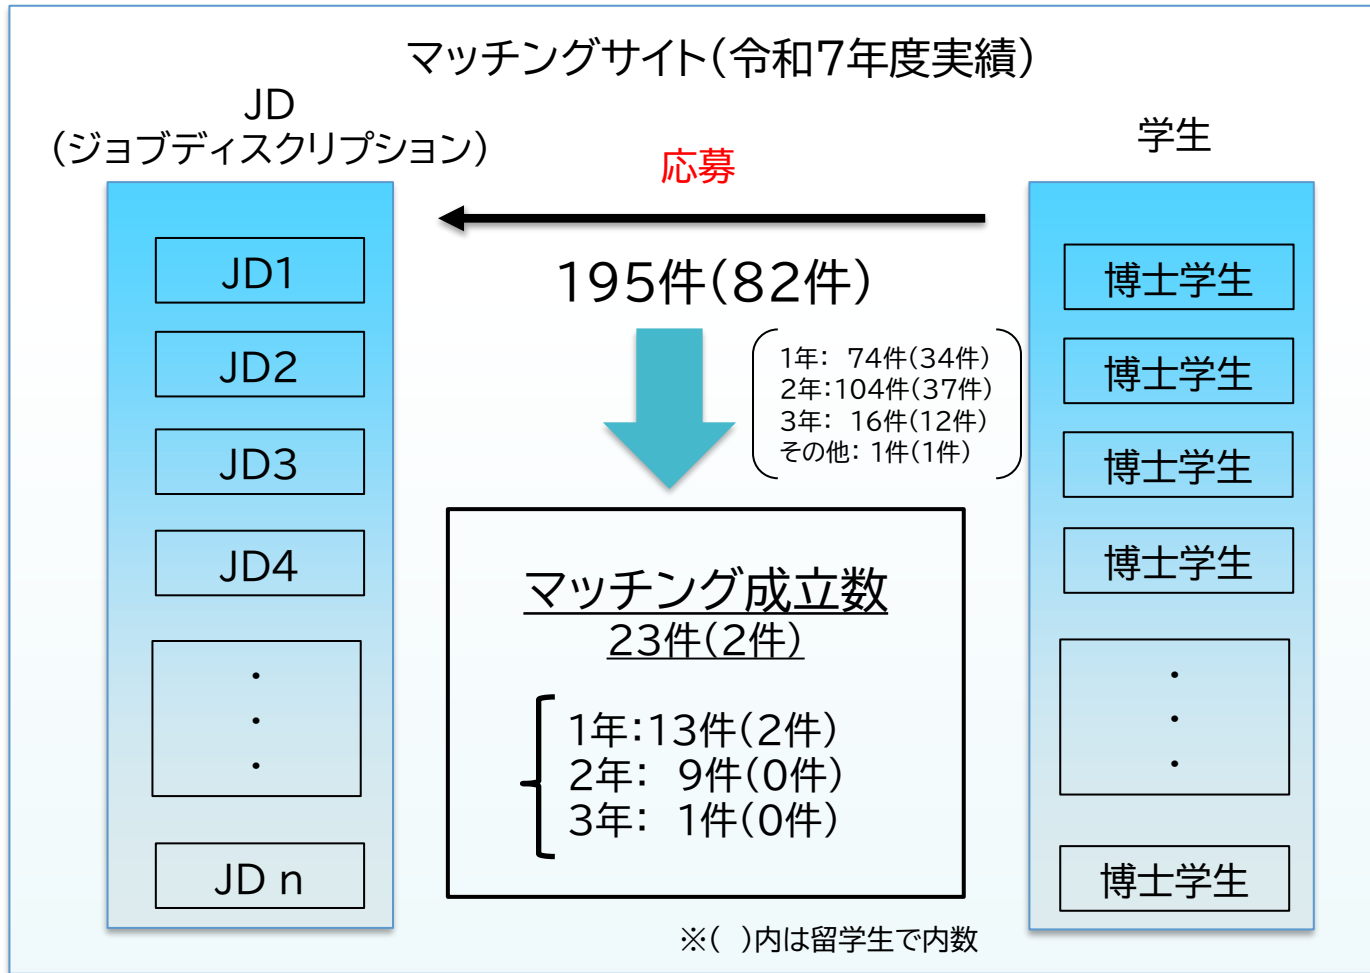 マッチングサイト(令和7年度実績)
JD
(ジョブディスクリプション)
学生
応募
195件(82件)
1年: 74件(34件)
2年:104件(37件)
3年: 16件(12件)
その他: 1件(1件)
JD1
JD2
JD3
JD4
・
・
・
JD n
博士学生
博士学生
博士学生
博士学生
・
・
・
博士学生
マッチング成立数
23件(2件)
1年:13件(2件)
2年: 9件(0件)
3年: 1件(0件)
※( )内は留学生で内数